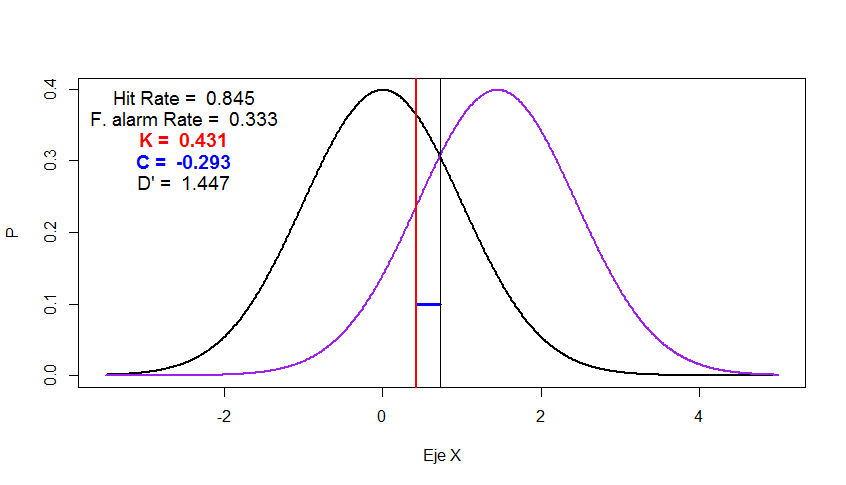 Hit Rate = 0.845
F. alarm Rate = 0.333
K = 0.431
C = -0.293
D' = 1.447
P
0.4
0.3
0.2
0.1
0.0
-2 0 2 4
Eje X